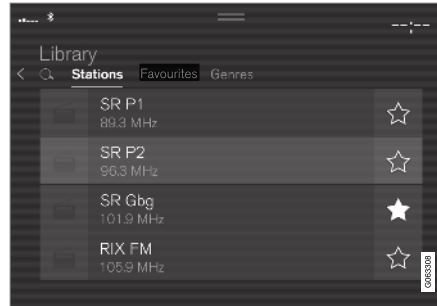 --:--
Library
Stations Favourites Genres
SR P1
89.3 MHz
SR P2
96.3 MHz
SR Gbg
101.9 MHz
RIX FM
105.9 MHz
G063308